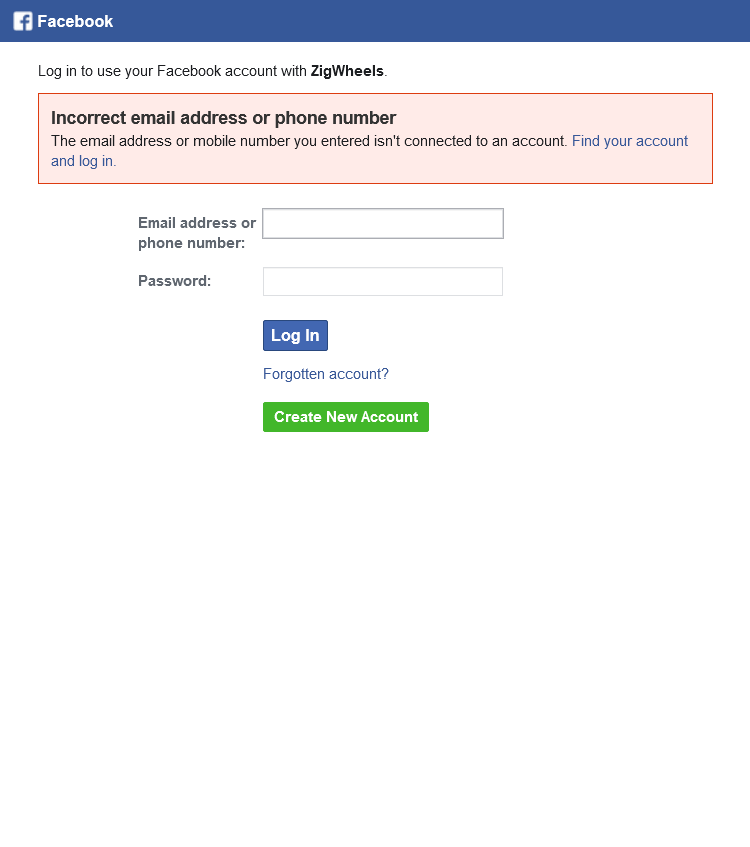 Facebook
Log in to use your Facebook account with ZigWheels.
Incorrect email address or phone number
The email address or mobile number you entered isn't connected to an account. Find your account
and log in.
Email address or
phone number:
Password:
Log In
Forgotten account?
Create New Account